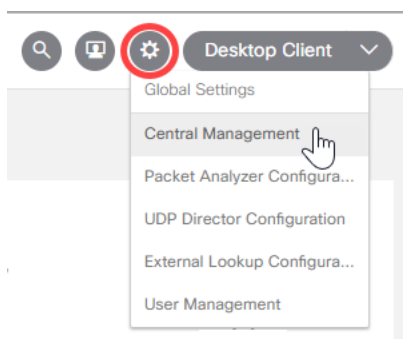 Desktop Client
Global Settings
Central Management
Packet Analyzer Configura...
UDP Director Configuration
External Lookup Configura...
User Management